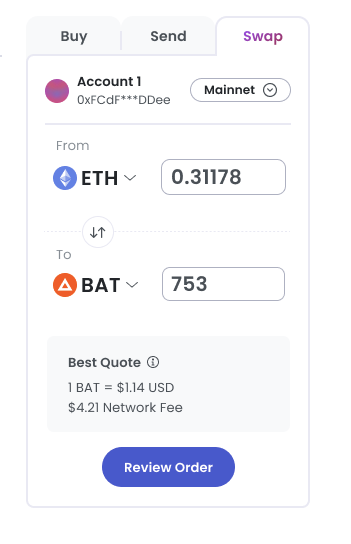 Buy
Send
Swap
Account 1
0xFCdF***DDee
Mainnet
From
ETH
0.31178
To
BAT
753
Best Quote
1 BAT = $1.14 USD
$4.21 Network Fee
Review Order